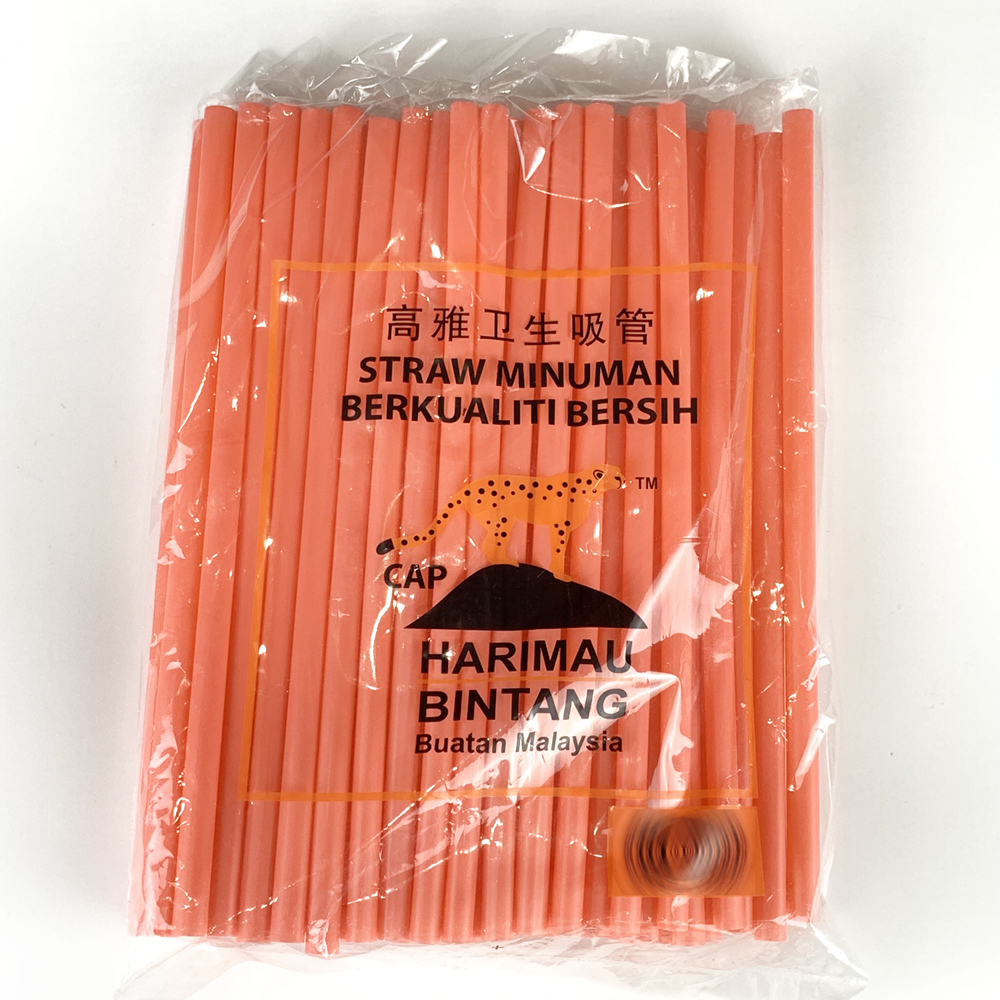 高雅卫生吸管
STRAW MINUMAN
BERKUALITI BERSIH
TM
CAP
HARIMAU
BINTANG
Buatan Malaysia